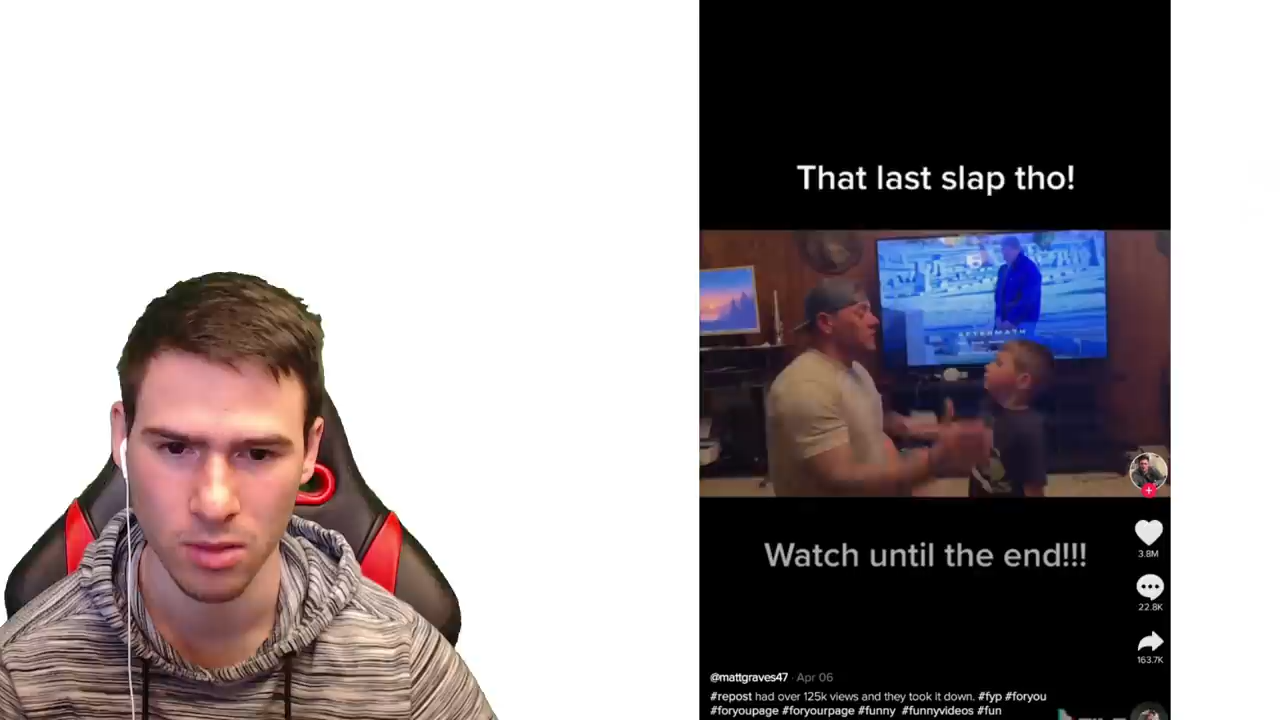 That last slap tho!
AFTERMATH
Watch until the end!!!
3.8M
22.8K
163.7K
@mattgraves47 · Apr 06
#repost had over 125k views and they took it down. #fyp #foryou
#foryoupage #foryourpage #funny #funnyvideos #fun